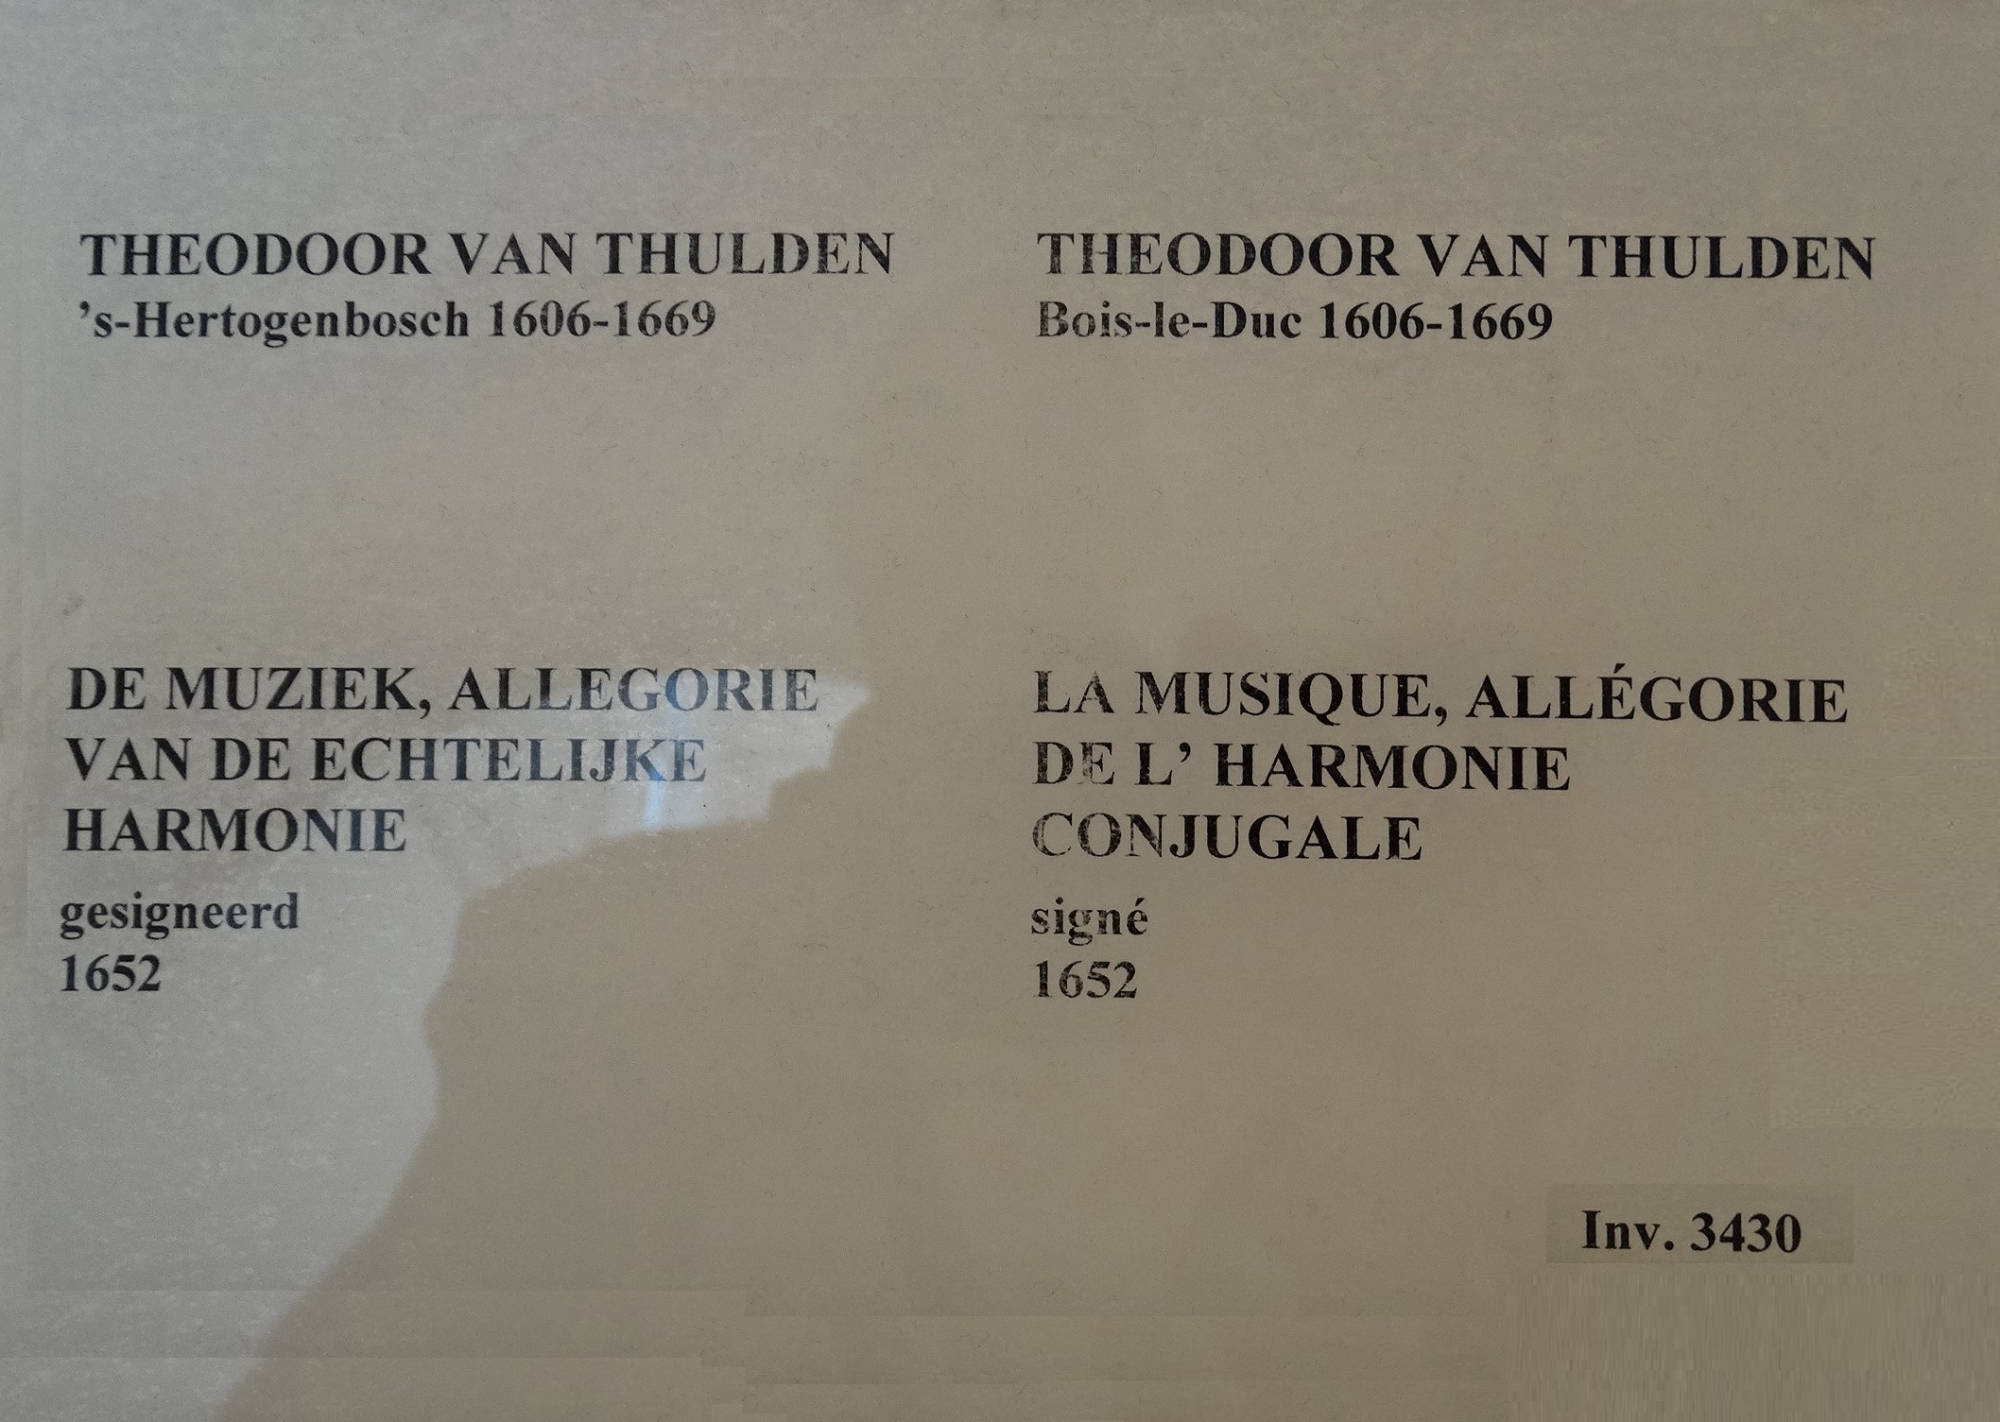 THEODOOR VAN THULDEN
's-Hertogenbosch 1606-1669
DE MUZIEK, ALLEGORIE
VAN DE ECHTELIJKE
HARMONIE
gesigneerd
1652
THEODOOR VAN THULDEN
Bois-le-Duc 1606-1669
LA MUSIQUE, ALLÉGORIE
DE L’ HARMONIE
CONJUGALE
signé
1652
Inv. 3430